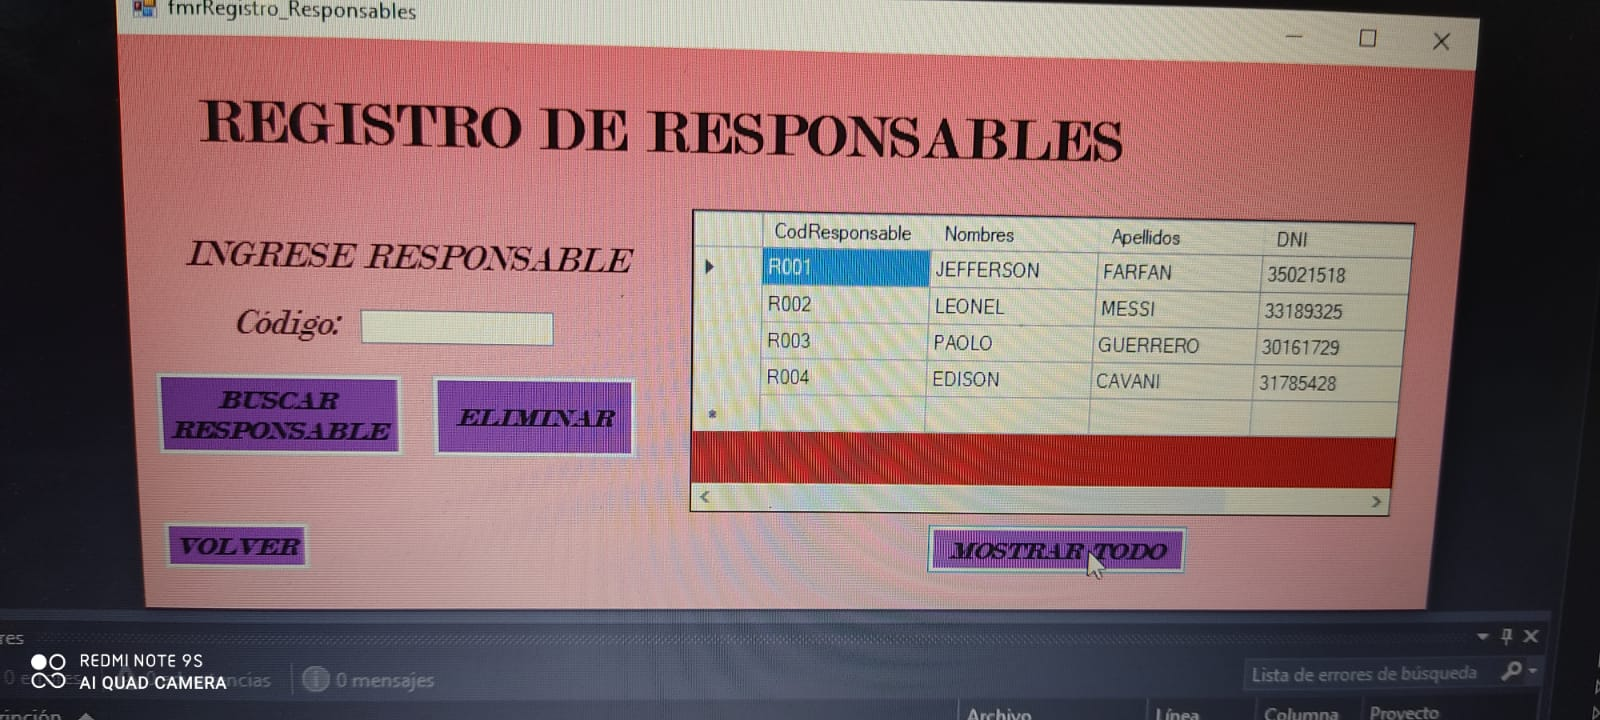 fmrRegistro_Responsables
REGISTRO DE RESPONSABLES
INGRESE RESPONSABLE
Código:
BUSCAR
RESPONSABLE
ELIMINAR
VOLVER
CodResponsable Nombres Apellidos DNI
R001 JEFFERSON FARFAN 35021518
R002 LEONEL MESSI 33189325
R003 PAOLO GUERRERO 30161729
R004 EDISON CAVANI 31785428
MOSTRAR TODO
0 mensajes
Lista de errores de búsqueda
Archivo Línea Columna Proyecto
REDMI NOTE 9S
AI QUAD CAMERA